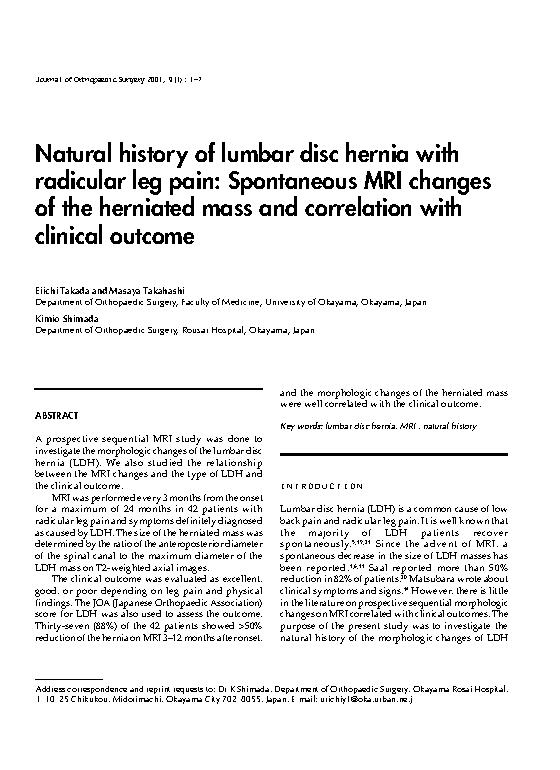 Journal of Orthopaedic Surgery 2001, 9(1): 1–7
Natural history of lumbar disc hernia with
radicular leg pain: Spontaneous MRI changes
of the herniated mass and correlation with
clinical outcome
Eiichi Takada and Masaya Takahashi
Department of Orthopaedic Surgery, Faculty of Medicine, University of Okayama, Okayama, Japan
Kimio Shimada
Department of Orthopaedic Surgery, Rousai Hospital, Okayama, Japan
ABSTRACT
A prospective sequential MRI study was done to
investigate the morphologic changes of the lumbar disc
hernia (LDH). We also studied the relationship
between the MRI changes and the type of LDH and
the clinical outcome.
MRI was performed every 3 months from the onset
for a maximum of 24 months in 42 patients with
radicular leg pain and symptoms definitely diagnosed
as caused by LDH. The size of the herniated mass was
determined by the ratio of the anteroposterior diameter
of the spinal canal to the maximum diameter of the
LDH mass on T2-weighted axial images.
The clinical outcome was evaluated as excellent,
good, or poor depending on leg pain and physical
findings. The JOA (Japanese Orthopaedic Association)
score for LDH was also used to assess the outcome.
Thirty-seven (88%) of the 42 patients showed >50%
reduction of the hernia on MRI 3–12 months after onset,
and the morphologic changes of the herniated mass
were well correlated with the clinical outcome.
Key words: lumbar disc hernia, MRI, natural history
INTRODUCTION
Lumbar disc hernia (LDH) is a common cause of low
back pain and radicular leg pain. It is well known that
the majority of LDH patients recover
spontaneously. Since the advent of MRI, a
spontaneous decrease in the size of LDH masses has
been reported. Saal reported more than 50%
reduction in 82% of patients. Matsubara wrote about
clinical symptoms and signs. However, there is little
in the literature on prospective sequential morphologic
changes on MRI correlated with outcomes. The
purpose of the present study was to investigate the
natural history of the morphologic changes of LDH
Address correspondence and reprint requests to: Dr K Shimada, Department of Orthopaedic Surgery, Okayama Rosai Hospital,
1-10-25 Chikukou, Midorimachi, Okayama City 702-8055, Japan. E-mail: